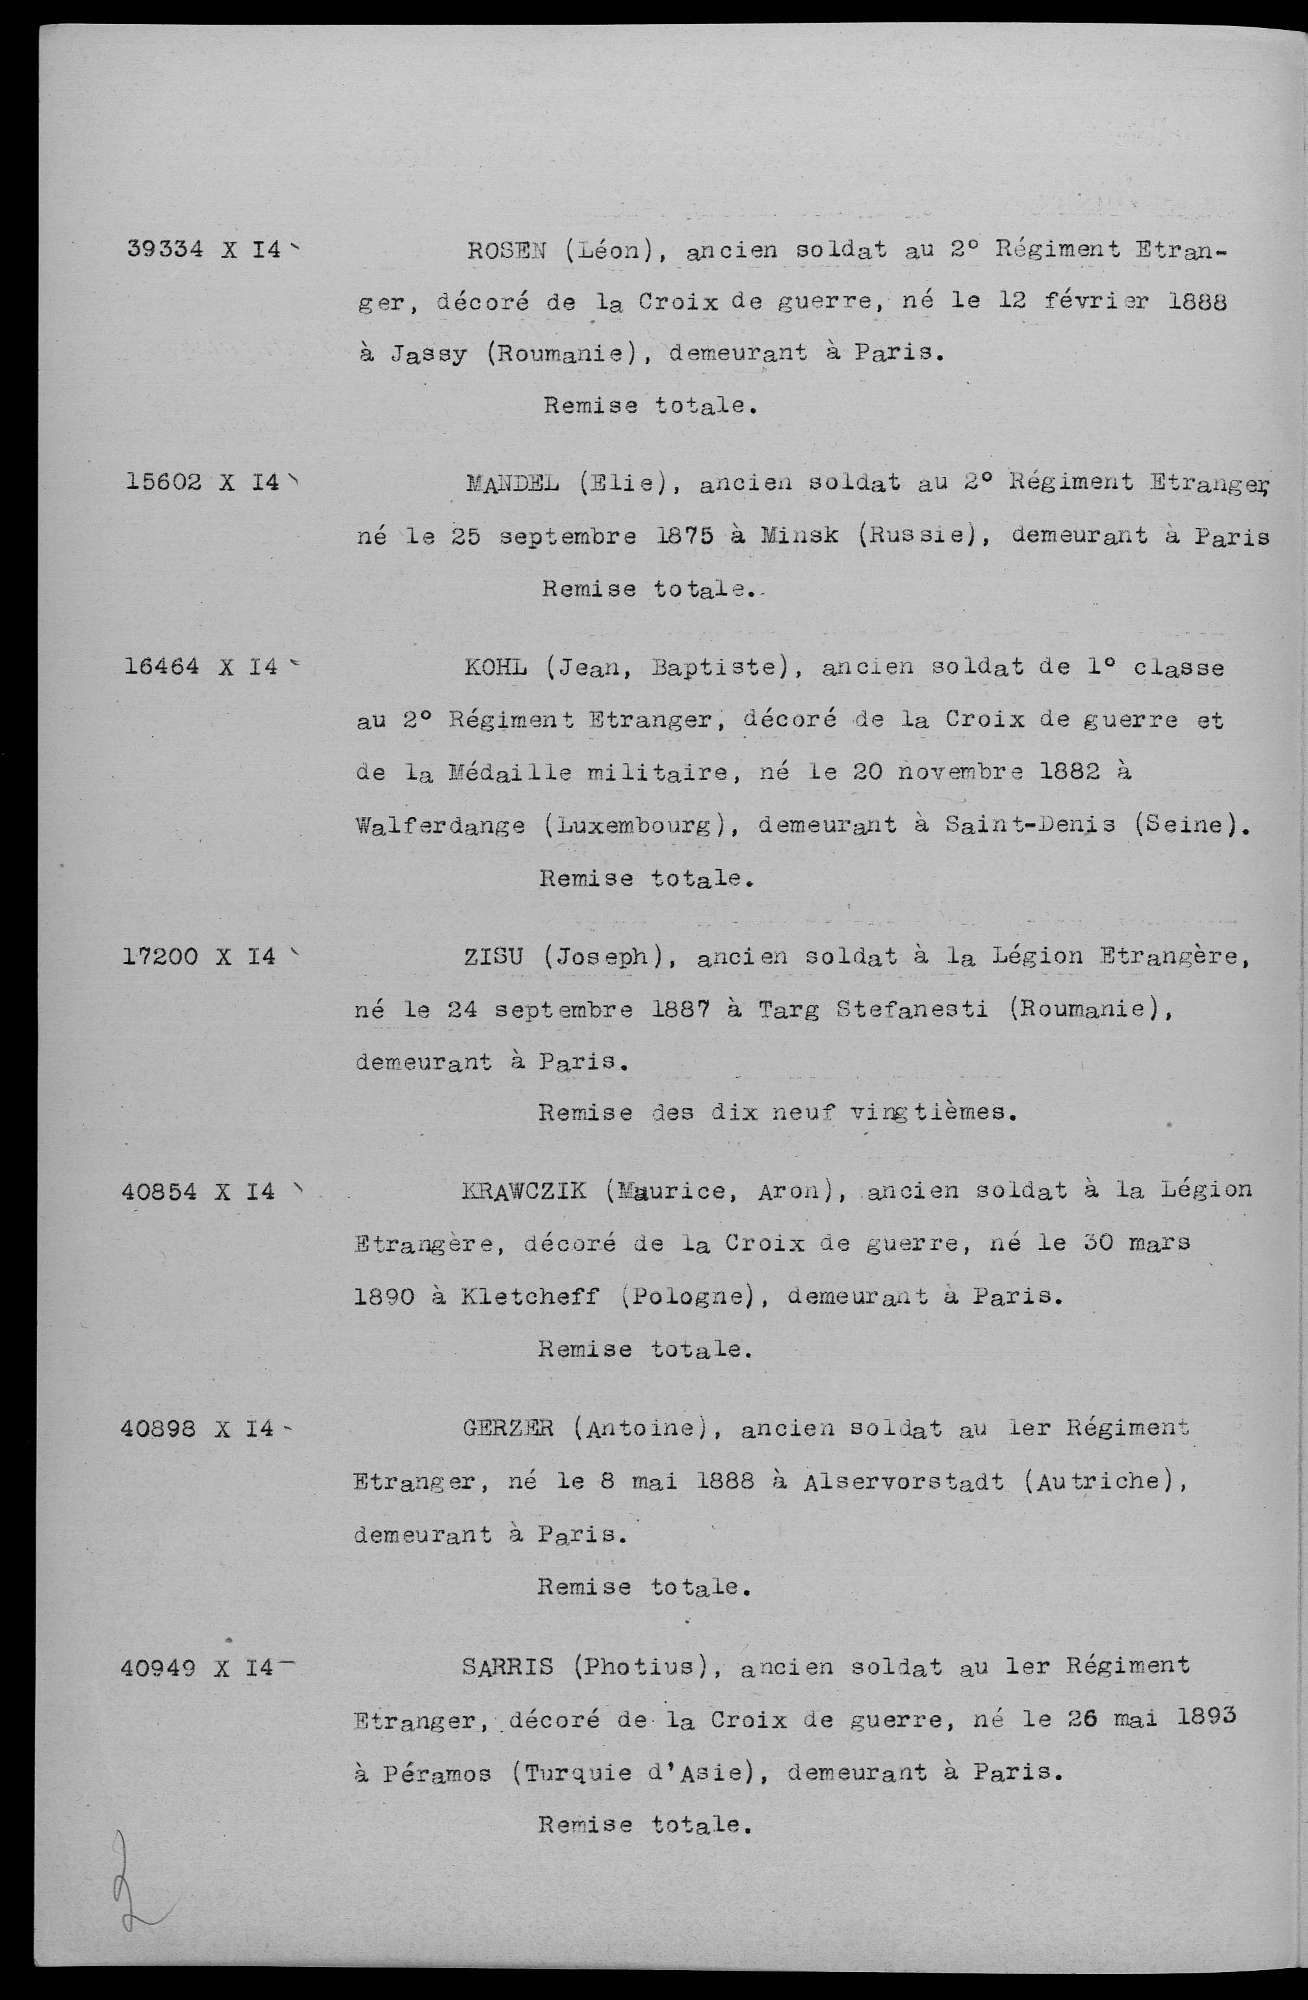 39334 X I4 ROSEN (Léon), ancien soldat au 2° Régiment Etran-
ger, décoré de la Croix de guerre, né le 12 février 1888
à Jassy (Roumanie), demeurant à Paris.
Remise totale.
15602 X I4 MANDEL (Elie), ancien soldat au 2° Régiment Etranger,
né le 25 septembre 1875 à Minsk (Russie), demeurant à Paris
Remise totale.
16464 X I4 KOHL (Jean, Baptiste), ancien soldat de 1° classe
au 2° Régiment Etranger, décoré de la Croix de guerre et
de la Médaille militaire, né le 20 novembre 1882 à
Walferdange (Luxembourg), demeurant à Saint-Denis (Seine).
Remise totale.
17200 X I4 ZISU (Joseph), ancien soldat à la Légion Etrangère,
né le 24 septembre 1887 à Targ Stefanesti (Roumanie),
demeurant à Paris.
Remise des dix neuf vingtièmes.
40854 X I4 KRAWCZIK (Maurice, Aron), ancien soldat à la Légion
Etrangère, décoré de la Croix de guerre, né le 30 mars
1890 à Kletcheff (Pologne), demeurant à Paris.
Remise totale.
40898 X I4 GERZER (Antoine), ancien soldat au 1er Régiment
Etranger, né le 8 mai 1888 à Alservorstadt (Autriche),
demeurant à Paris.
Remise totale.
40949 X I4 SARRIS (Photius), ancien soldat au 1er Régiment
Etranger, décoré de la Croix de guerre, né le 26 mai 1893
à Péramos (Turquie d'Asie), demeurant à Paris.
Remise totale.